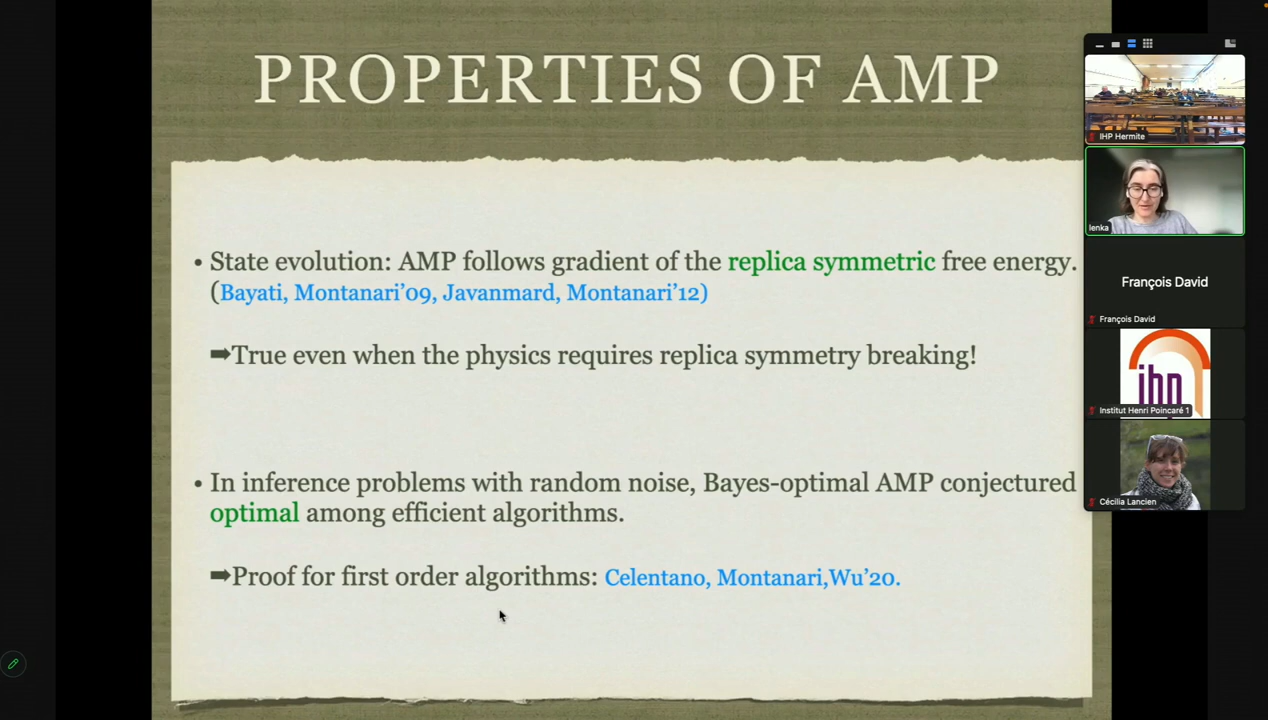 PROPERTIES OF AMP
• State evolution: AMP follows gradient of the replica symmetric free energy.
(Bayati, Montanari’09, Javanmard, Montanari’12)
➡True even when the physics requires replica symmetry breaking!
• In inference problems with random noise, Bayes-optimal AMP conjectured
optimal among efficient algorithms.
➡Proof for first order algorithms: Celentano, Montanari,Wu’20.
IHP Hermite
lenka
François David
François David
ihp
Institut Henri Poincaré 1
Cécilia Lancien